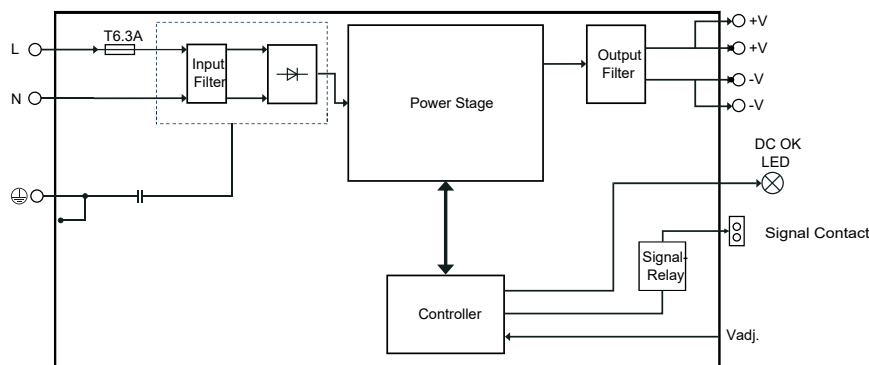 T6.3A
L
N
Input
Filter
Power Stage
Output
Filter
+V
+V
-V
-V
DC OK
LED
Signal Contact
Signal-
Relay
Controller
Vadj.